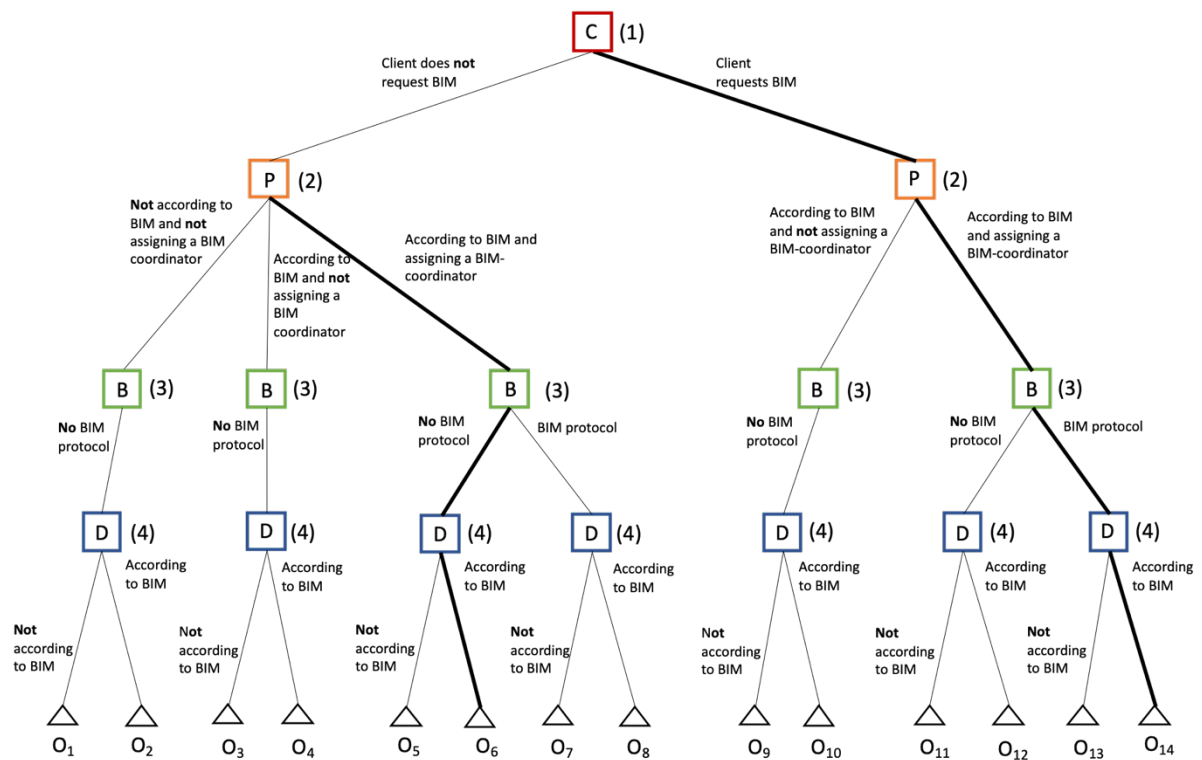 C (1)
Client does not
request BIM
Client
requests BIM
P (2)
P (2)
Not according to
BIM and not
assigning a BIM
coordinator
According to
BIM and not
assigning a
BIM
coordinator
According to BIM and
assigning a BIM-
coordinator
According to BIM
and not assigning a
BIM-coordinator
According to BIM
and assigning a
BIM-coordinator
B (3)
B (3)
B (3)
B (3)
B (3)
No BIM
protocol
No BIM
protocol
No BIM
protocol
BIM protocol
No BIM
protocol
No BIM
protocol
BIM protocol
D (4)
D (4)
D (4)
D (4)
D (4)
D (4)
D (4)
According
to BIM
According
to BIM
According
to BIM
According
to BIM
According
to BIM
According
to BIM
According
to BIM
Not
according
to BIM
Not
according
to BIM
Not
according
to BIM
Not
according
to BIM
Not
according
to BIM
Not
according
to BIM
Not
according
to BIM
O1 O2 O3 O4 O5 O6 O7 O8 O9 O10 O11 O12 O13 O14